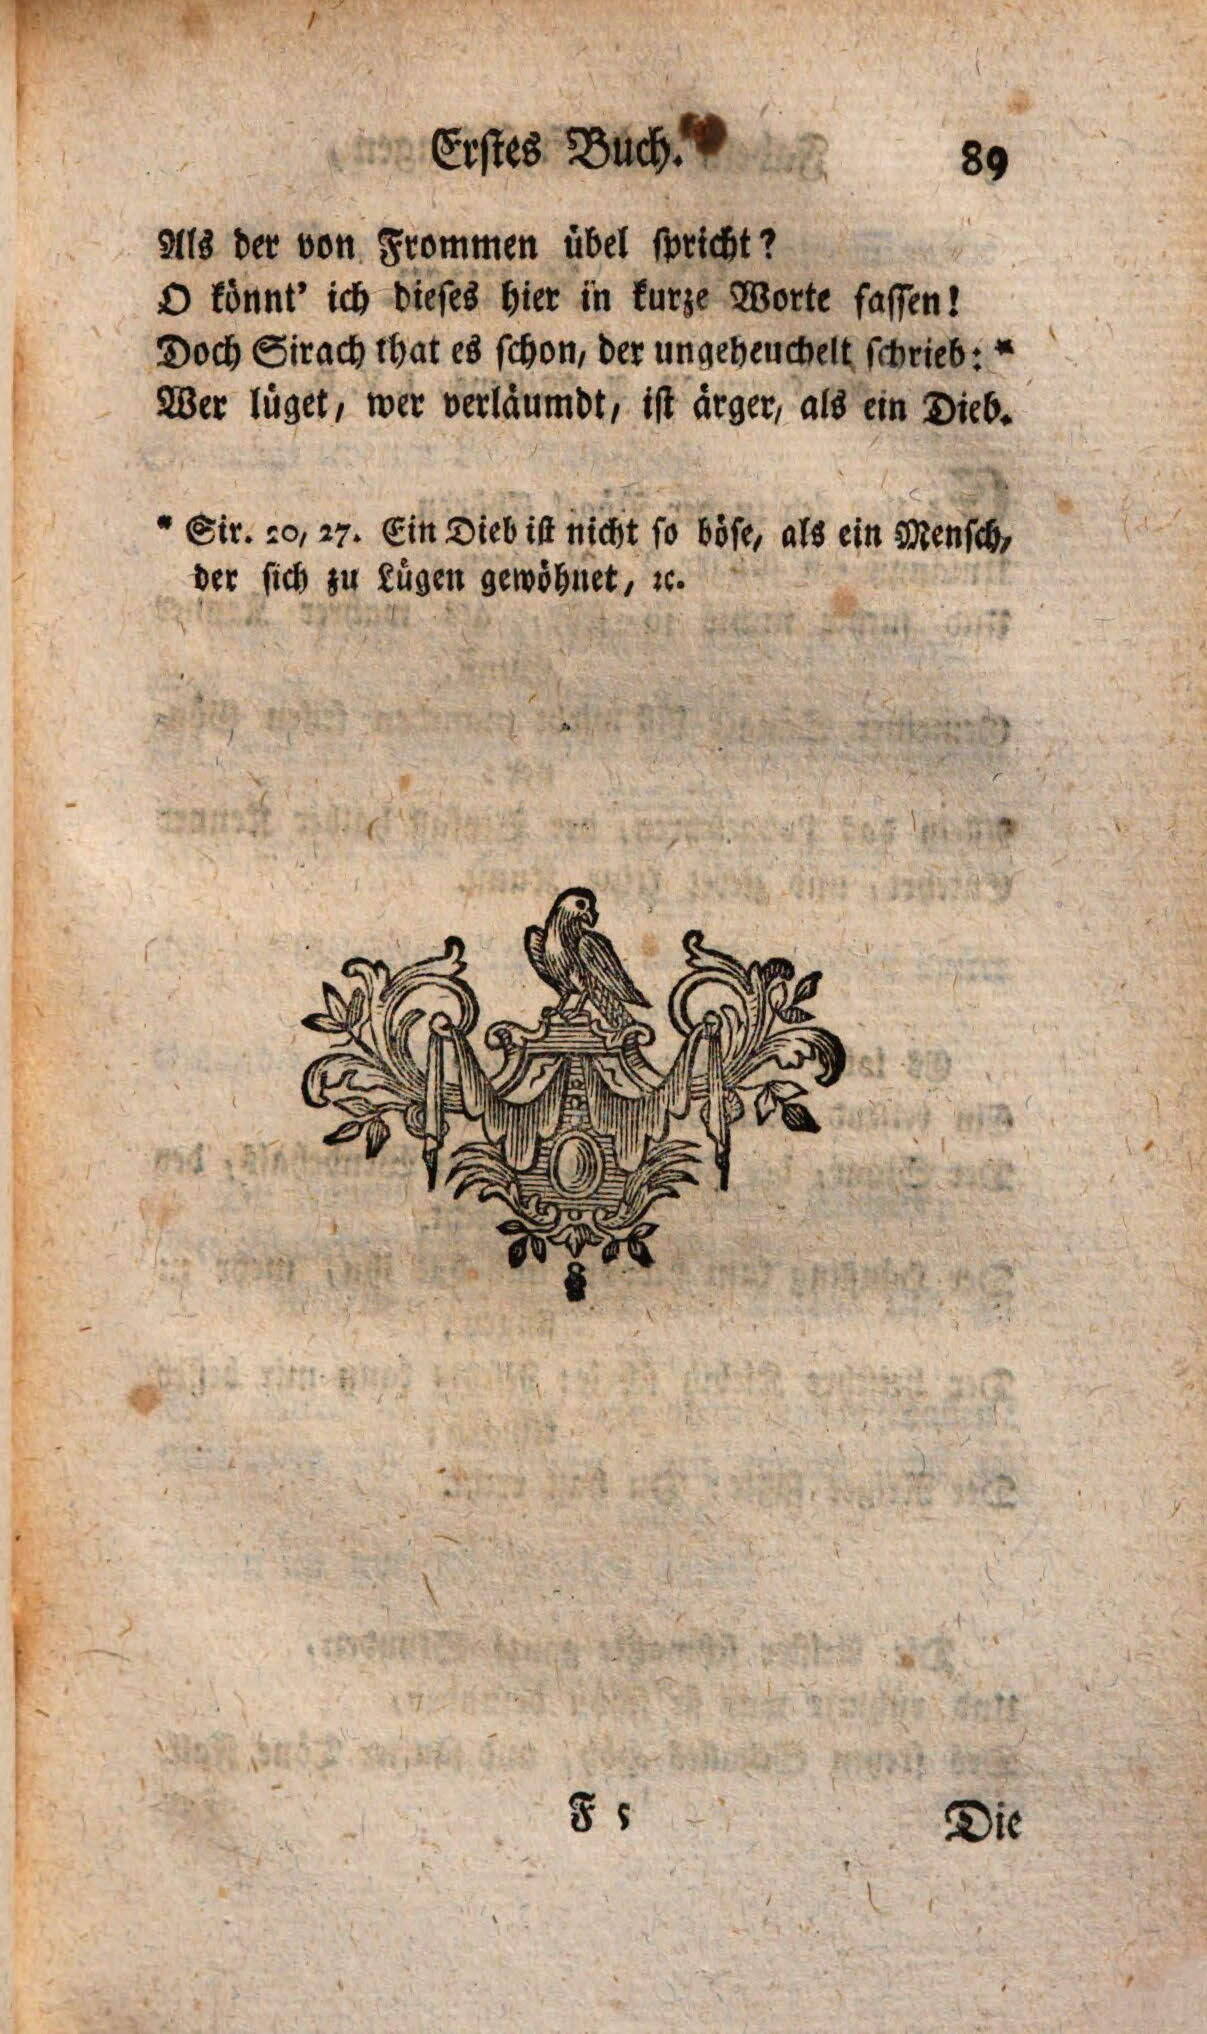 Erstes Buch. 89
Als der von Frommen übel spricht?
O könnt' ich dieses hier in kurze Worte fassen!
Doch Sirach that es schon, der ungeheuchelt schrieb: *
Wer lüget, wer verläumdt, ist ärger, als ein Dieb.
* Sir. 20, 27. Ein Dieb ist nicht so böse, als ein Mensch,
der sich zu Lügen gewöhnet, ꝛc.
F 5 Die